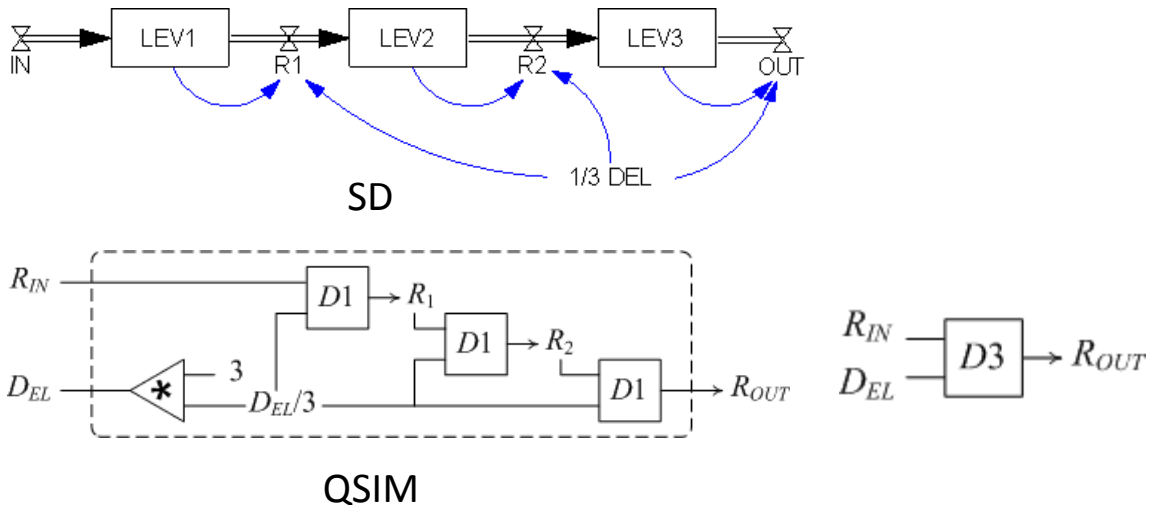 LEV1 LEV2 LEV3
IN R1 R2 OUT
1/3 DEL
SD
R_IN D1 R_1
D1 R_2
3
D_EL * D_EL/3 D1 R_OUT
R_IN
D3 R_OUT
D_EL
QSIM